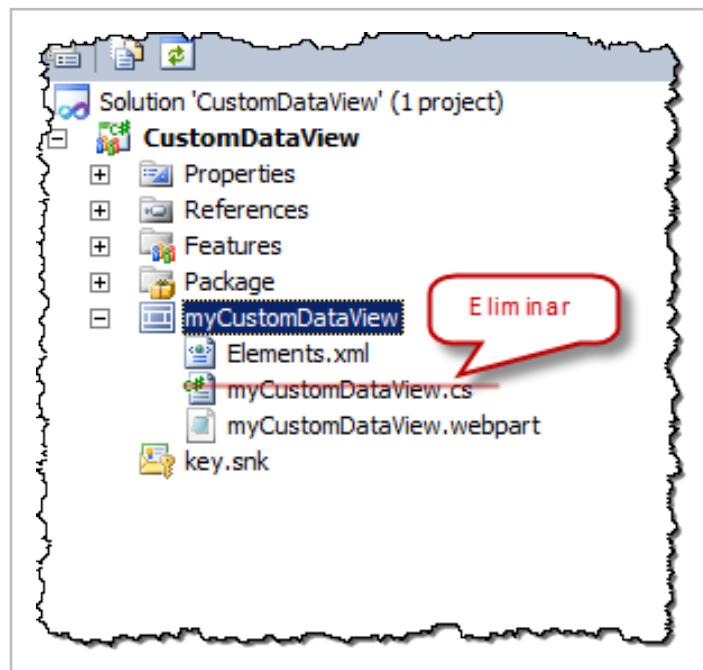 Solution 'CustomDataView' (1 project)
CustomDataView
Properties
References
Features
Package
myCustomDataView
Eliminar
Elements.xml
myCustomDataView.cs
myCustomDataView.webpart
key.snk